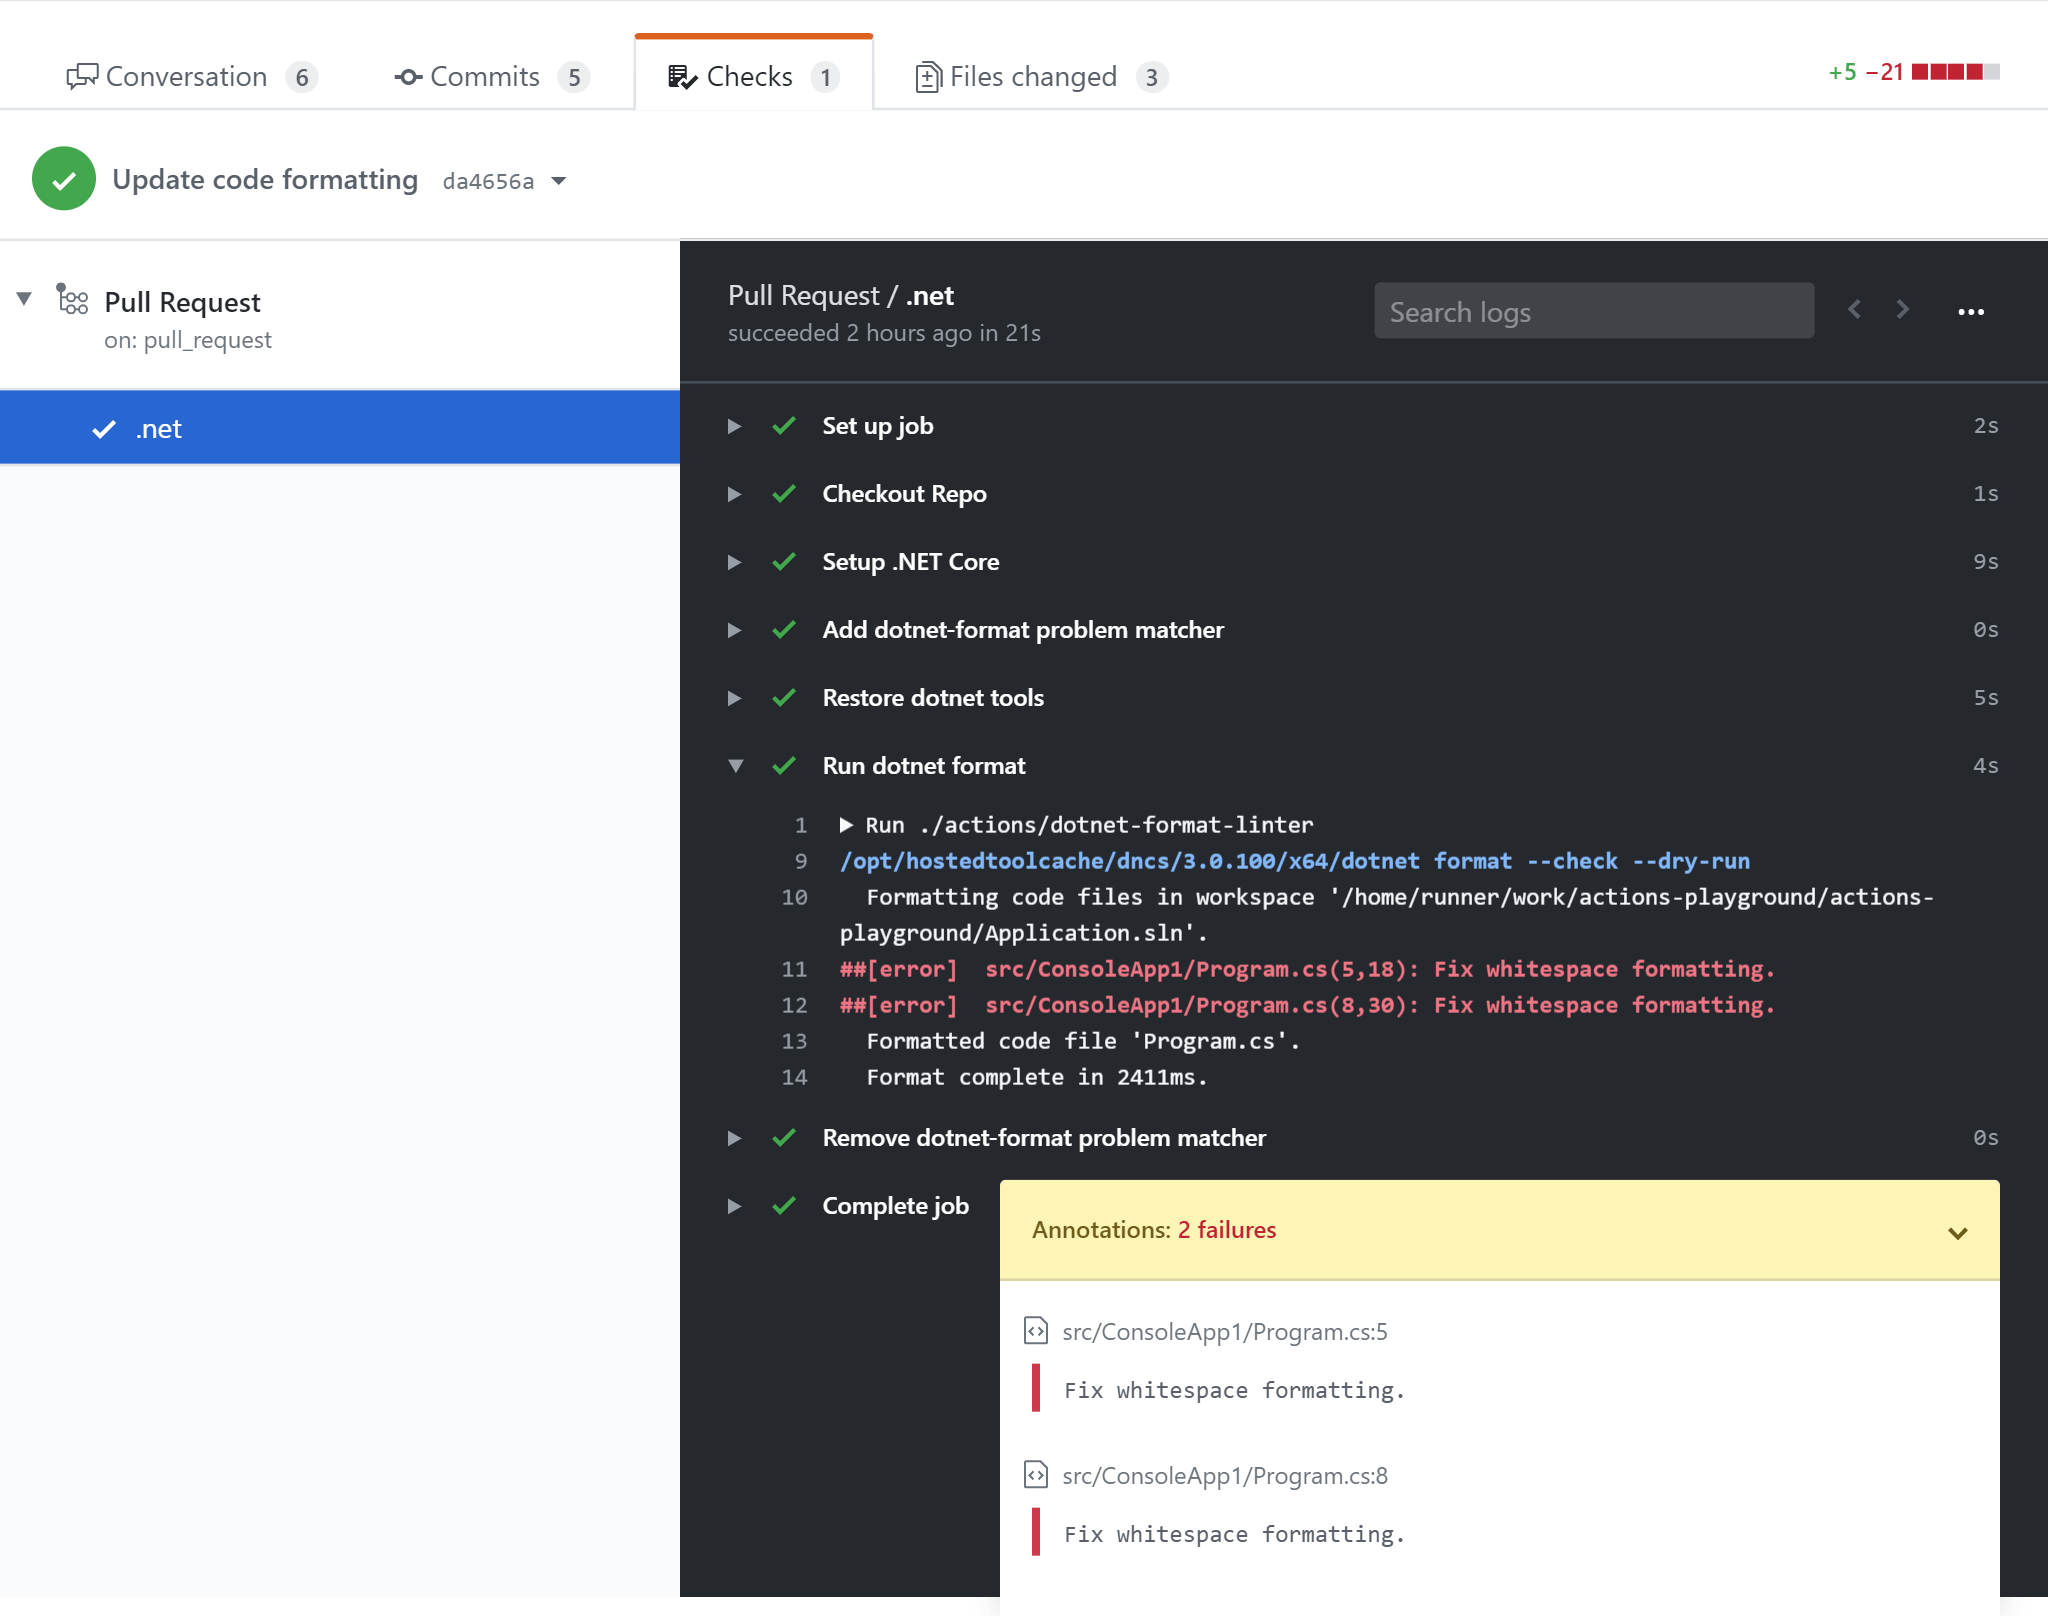 Conversation 6
Commits 5
Checks 1
Files changed 3
+5 −21
Update code formatting da4656a
Pull Request
on: pull_request
.net
Pull Request / .net
succeeded 2 hours ago in 21s
Search logs
Set up job 2s
Checkout Repo 1s
Setup .NET Core 9s
Add dotnet-format problem matcher 0s
Restore dotnet tools 5s
Run dotnet format 4s
1 Run ./actions/dotnet-format-linter
9 /opt/hostedtoolcache/dncs/3.0.100/x64/dotnet format --check --dry-run
10 Formatting code files in workspace '/home/runner/work/actions-playground/actions-
playground/Application.sln'.
11 ##[error]  src/ConsoleApp1/Program.cs(5,18): Fix whitespace formatting.
12 ##[error]  src/ConsoleApp1/Program.cs(8,30): Fix whitespace formatting.
13 Formatted code file 'Program.cs'.
14 Format complete in 2411ms.
Remove dotnet-format problem matcher 0s
Complete job
Annotations: 2 failures
src/ConsoleApp1/Program.cs:5
Fix whitespace formatting.
src/ConsoleApp1/Program.cs:8
Fix whitespace formatting.